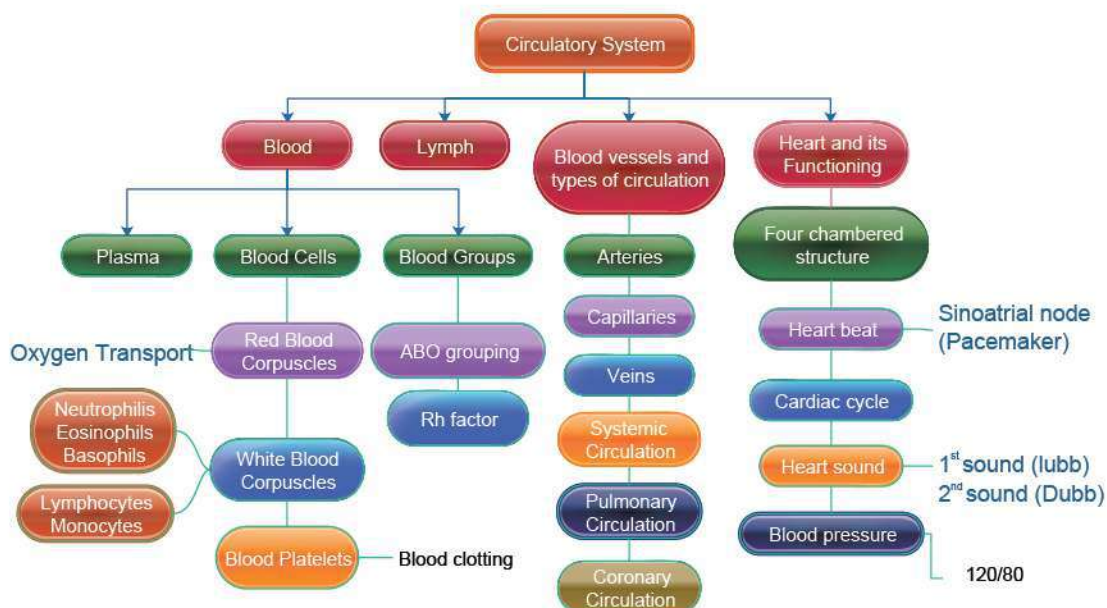 Circulatory System
Blood
Lymph
Blood vessels and
types of circulation
Heart and its
Functioning
Plasma
Blood Cells
Blood Groups
Arteries
Four chambered
structure
Oxygen Transport
Red Blood
Corpuscles
ABO grouping
Capillaries
Heart beat
Sinoatrial node
(Pacemaker)
Neutrophilis
Eosinophils
Basophils
Lymphocytes
Monocytes
White Blood
Corpuscles
Rh factor
Veins
Cardiac cycle
Systemic
Circulation
Heart sound
1st sound (lubb)
2nd sound (Dubb)
Blood Platelets
Blood clotting
Pulmonary
Circulation
Blood pressure
120/80
Coronary
Circulation